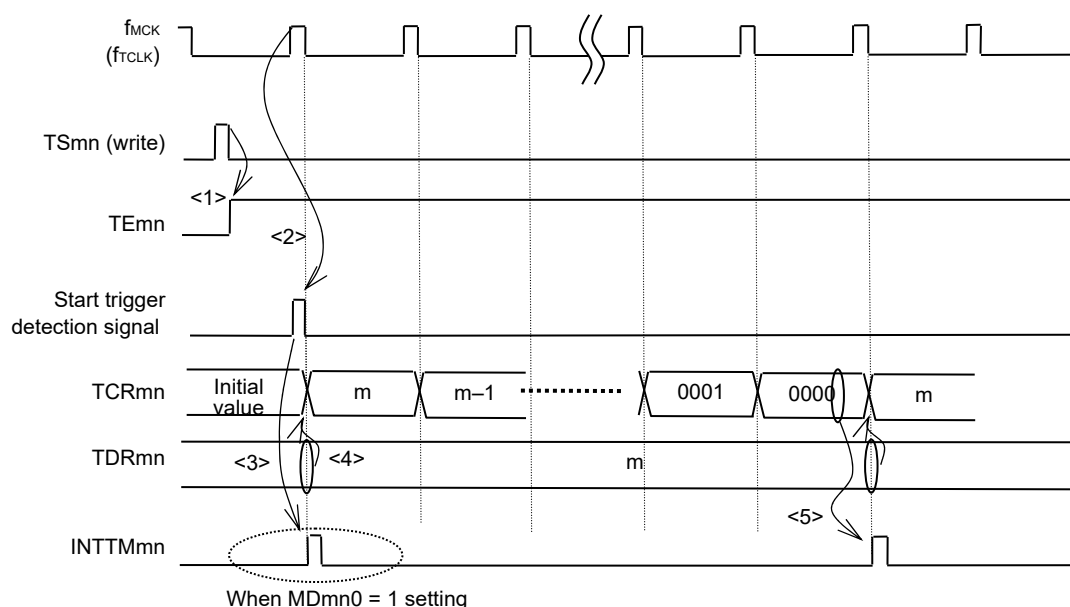 fMCK
(fTCLK)
TSmn (write)
<1>
TEmn
<2>
Start trigger
detection signal
TCRmn
Initial
value
m
m–1
0001
0000
m
TDRmn
<3>
<4>
m
<5>
INTTMmn
When MDmn0 = 1 setting